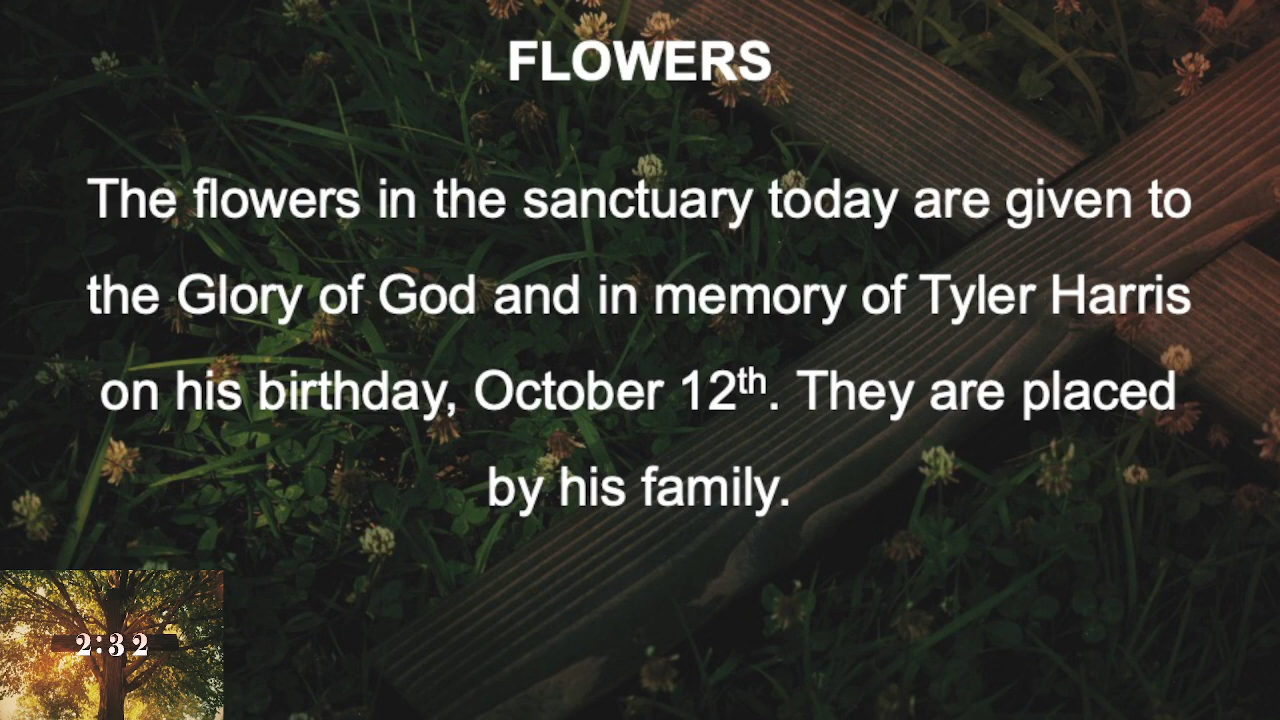 FLOWERS
The flowers in the sanctuary today are given to
the Glory of God and in memory of Tyler Harris
on his birthday, October 12th. They are placed
by his family.
2:32